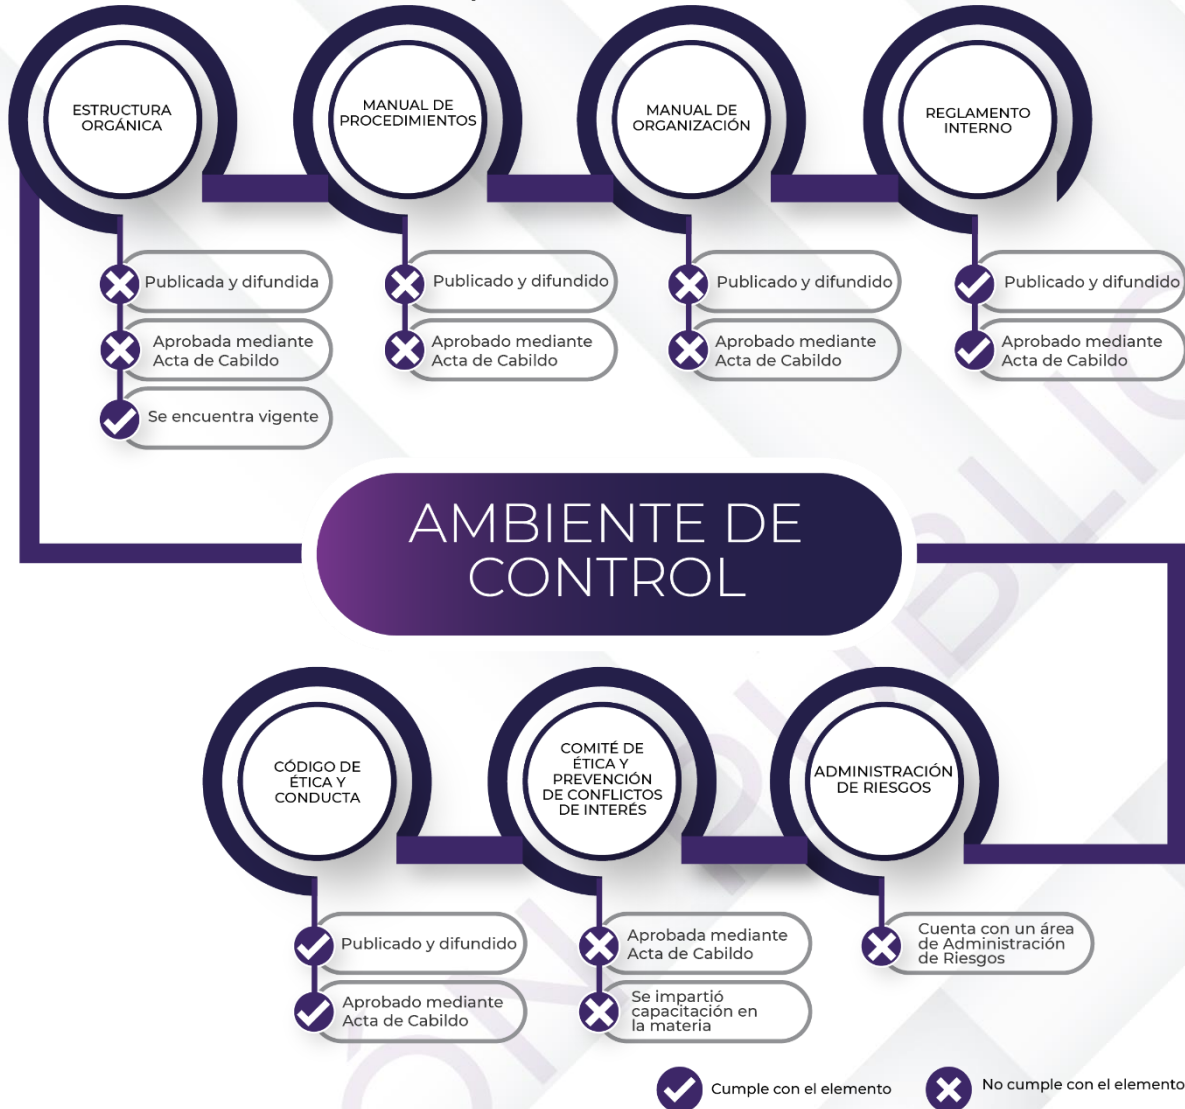 ESTRUCTURA
ORGÁNICA
Publicada y difundida
Aprobada mediante
Acta de Cabildo
Se encuentra vigente
MANUAL DE
PROCEDIMIENTOS
Publicado y difundido
Aprobado mediante
Acta de Cabildo
MANUAL DE
ORGANIZACIÓN
Publicado y difundido
Aprobado mediante
Acta de Cabildo
REGLAMENTO
INTERNO
Publicado y difundido
Aprobado mediante
Acta de Cabildo
AMBIENTE DE
CONTROL
CÓDIGO DE
ÉTICA Y
CONDUCTA
Publicado y difundido
Aprobado mediante
Acta de Cabildo
COMITÉ DE
ÉTICA Y
PREVENCIÓN
DE CONFLICTOS
DE INTERÉS
Aprobada mediante
Acta de Cabildo
Se impartió
capacitación en
la materia
ADMINISTRACIÓN
DE RIESGOS
Cuenta con un área
de Administración
de Riesgos
Cumple con el elemento
No cumple con el elemento